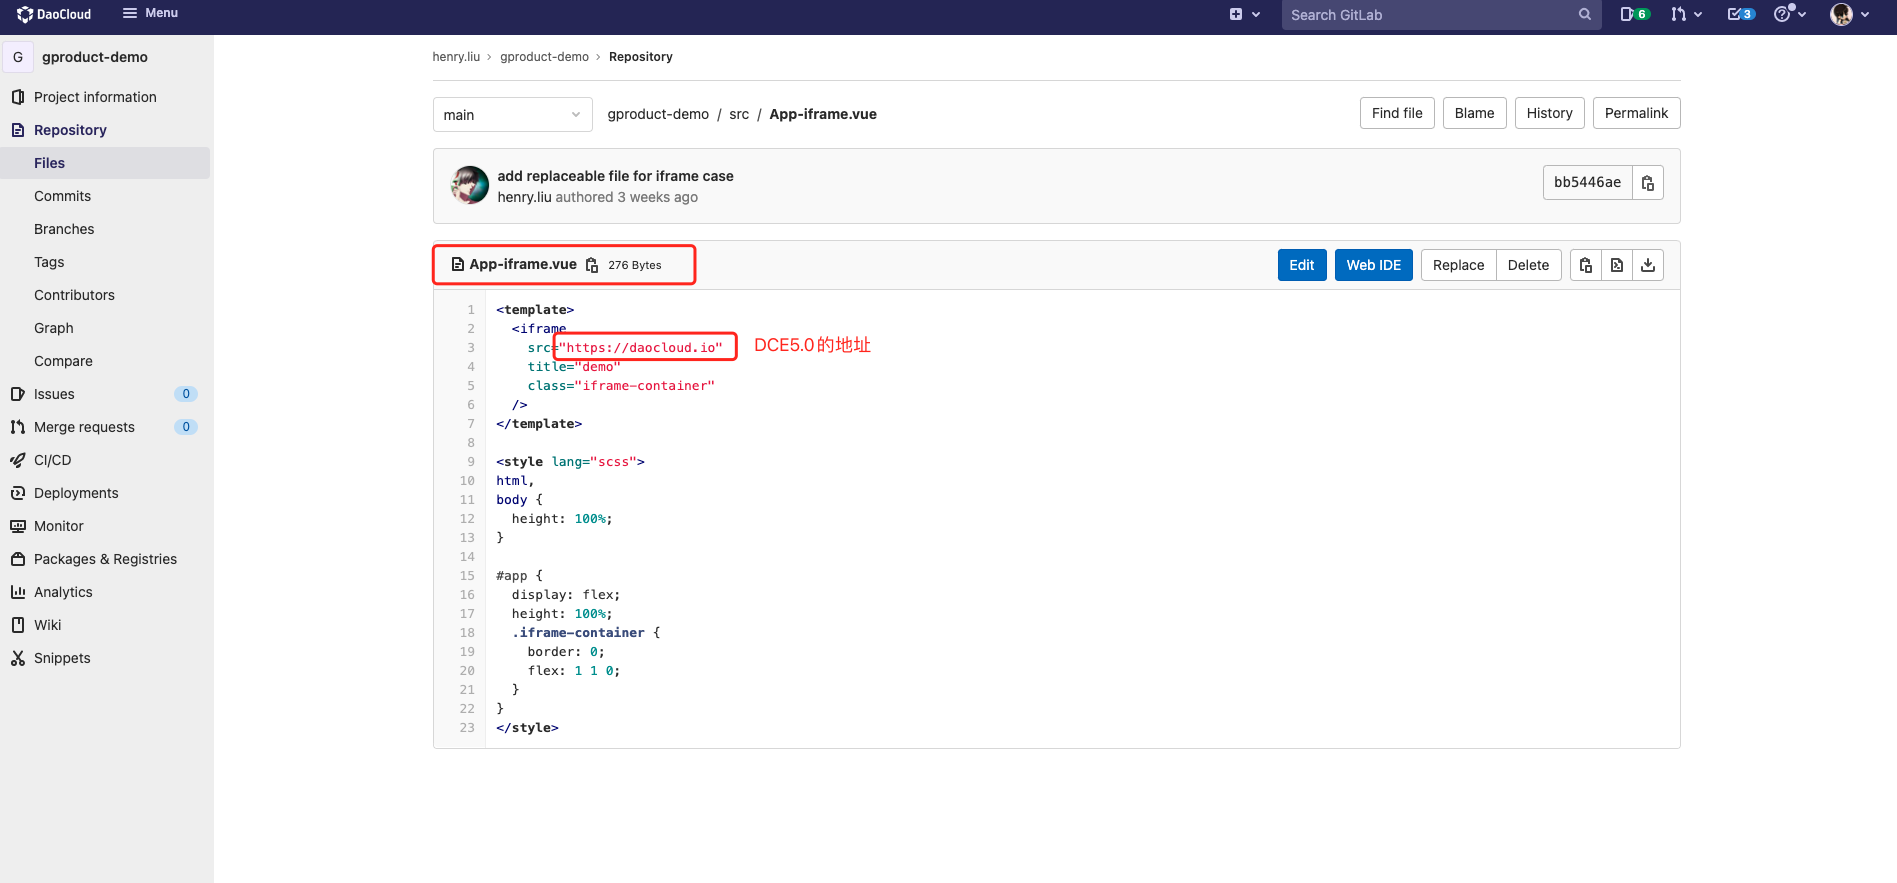 DaoCloud
Menu
Search GitLab
6
3
G gproduct-demo
Project information
Repository
Files
Commits
Branches
Tags
Contributors
Graph
Compare
Issues 0
Merge requests 0
CI/CD
Deployments
Monitor
Packages & Registries
Analytics
Wiki
Snippets
henry.liu › gproduct-demo › Repository
main
gproduct-demo / src / App-iframe.vue
Find file
Blame
History
Permalink
add replaceable file for iframe case
henry.liu authored 3 weeks ago
bb5446ae
App-iframe.vue 276 Bytes
Edit
Web IDE
Replace
Delete
1 <template>
2 <iframe
3 src="https://daocloud.io" DCE5.0的地址
4 title="demo"
5 class="iframe-container"
6 />
7 </template>
8
9 <style lang="scss">
10 html,
11 body {
12 height: 100%;
13 }
14
15 #app {
16 display: flex;
17 height: 100%;
18 .iframe-container {
19 border: 0;
20 flex: 1 1 0;
21 }
22 }
23 </style>